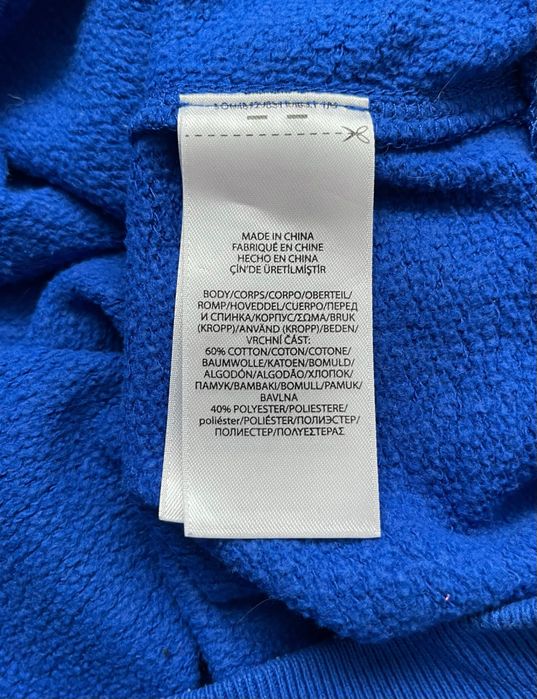 MADE IN CHINA
FABRIQUÉ EN CHINE
HECHO EN CHINA
ÇİN'DE ÜRETİLMİŞTİR
BODY/CORPS/CORPO/OBERTEIL/
ROMP/HOVEDDEL/CUERPO/ПЕРЕД
И СПИНКА/КОРПУС/ΣΩΜΑ/BRUK
(KROPP)/ANVÄND (KROPP)/BEDEN/
VRCHNÍ ČÁST:
60% COTTON/COTON/COTONE/
BAUMWOLLE/KATOEN/BOMULD/
ALGODÓN/ALGODÃO/ХЛОПОК/
ПАМУК/ΒΑΜΒΑΚΙ/BOMULL/PAMUK/
BAVLNA
40% POLYESTER/POLIESTERE/
poliéster/POLIÉSTER/ПОЛИЭСТЕР/
ПОЛИЕСТЕР/ΠΟΛΥΕΣΤΕΡΑΣ